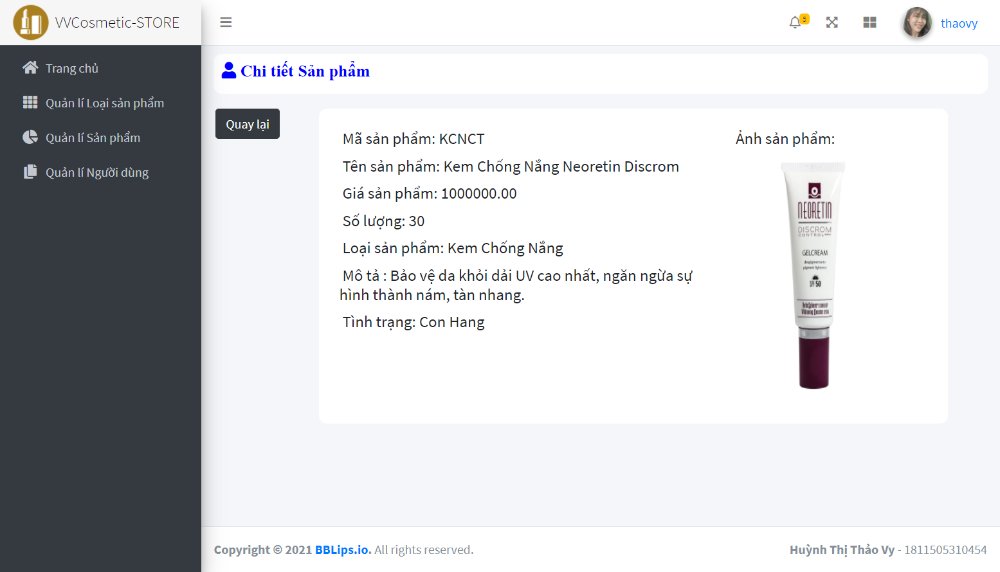 VVCosmetic-STORE
5
thaovy
Trang chủ
Quản lí Loại sản phẩm
Quản lí Sản phẩm
Quản lí Người dùng
Chi tiết Sản phẩm
Quay lại
Mã sản phẩm: KCNCT
Tên sản phẩm: Kem Chống Nắng Neoretin Discrom
Giá sản phẩm: 1000000.00
Số lượng: 30
Loại sản phẩm: Kem Chống Nắng
Mô tả : Bảo vệ da khỏi dải UV cao nhất, ngăn ngừa sự
hình thành nám, tàn nhang.
Tình trạng: Con Hang
Ảnh sản phẩm:
NEORETIN
DISCROM
CONTROL
GELCREAM
despigmentante
pigment lightener
SPF 50
Copyright © 2021 BBLips.io. All rights reserved.
Huỳnh Thị Thảo Vy - 1811505310454